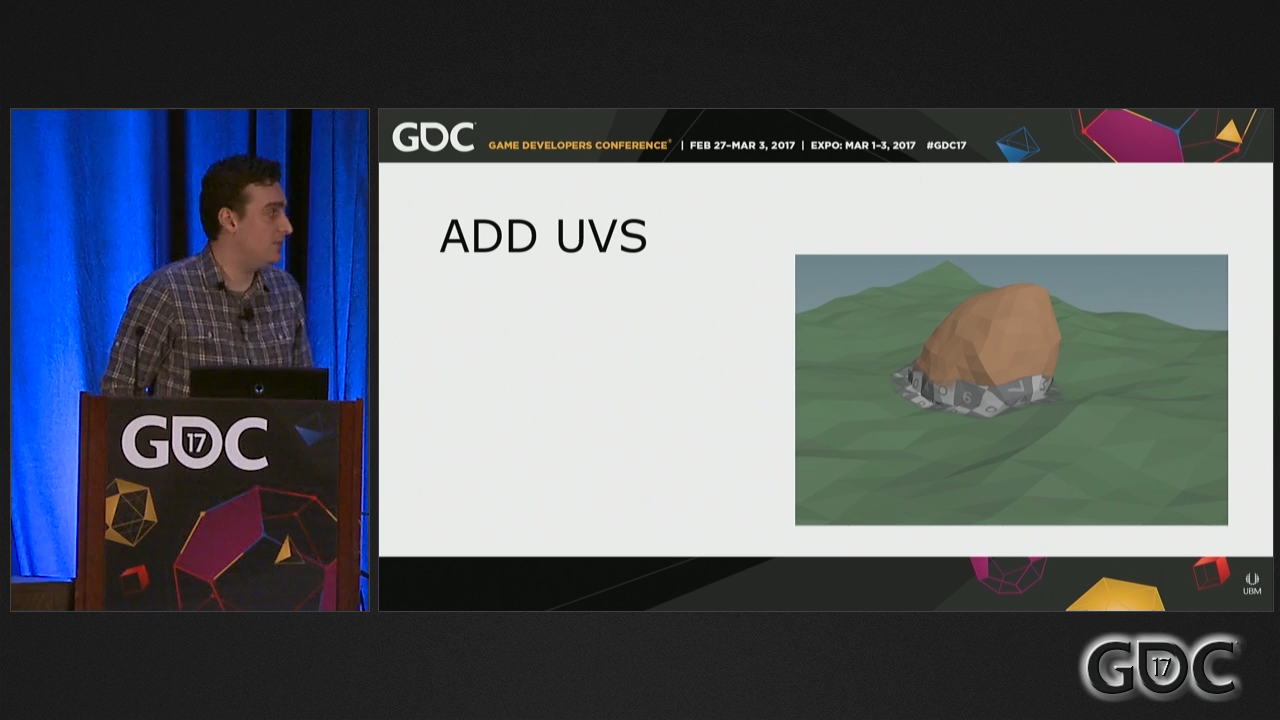 GDC
GAME DEVELOPERS CONFERENCE® | FEB 27–MAR 3, 2017 | EXPO: MAR 1–3, 2017 #GDC17
ADD UVS
6
GDC
17
UBM
GDC
17